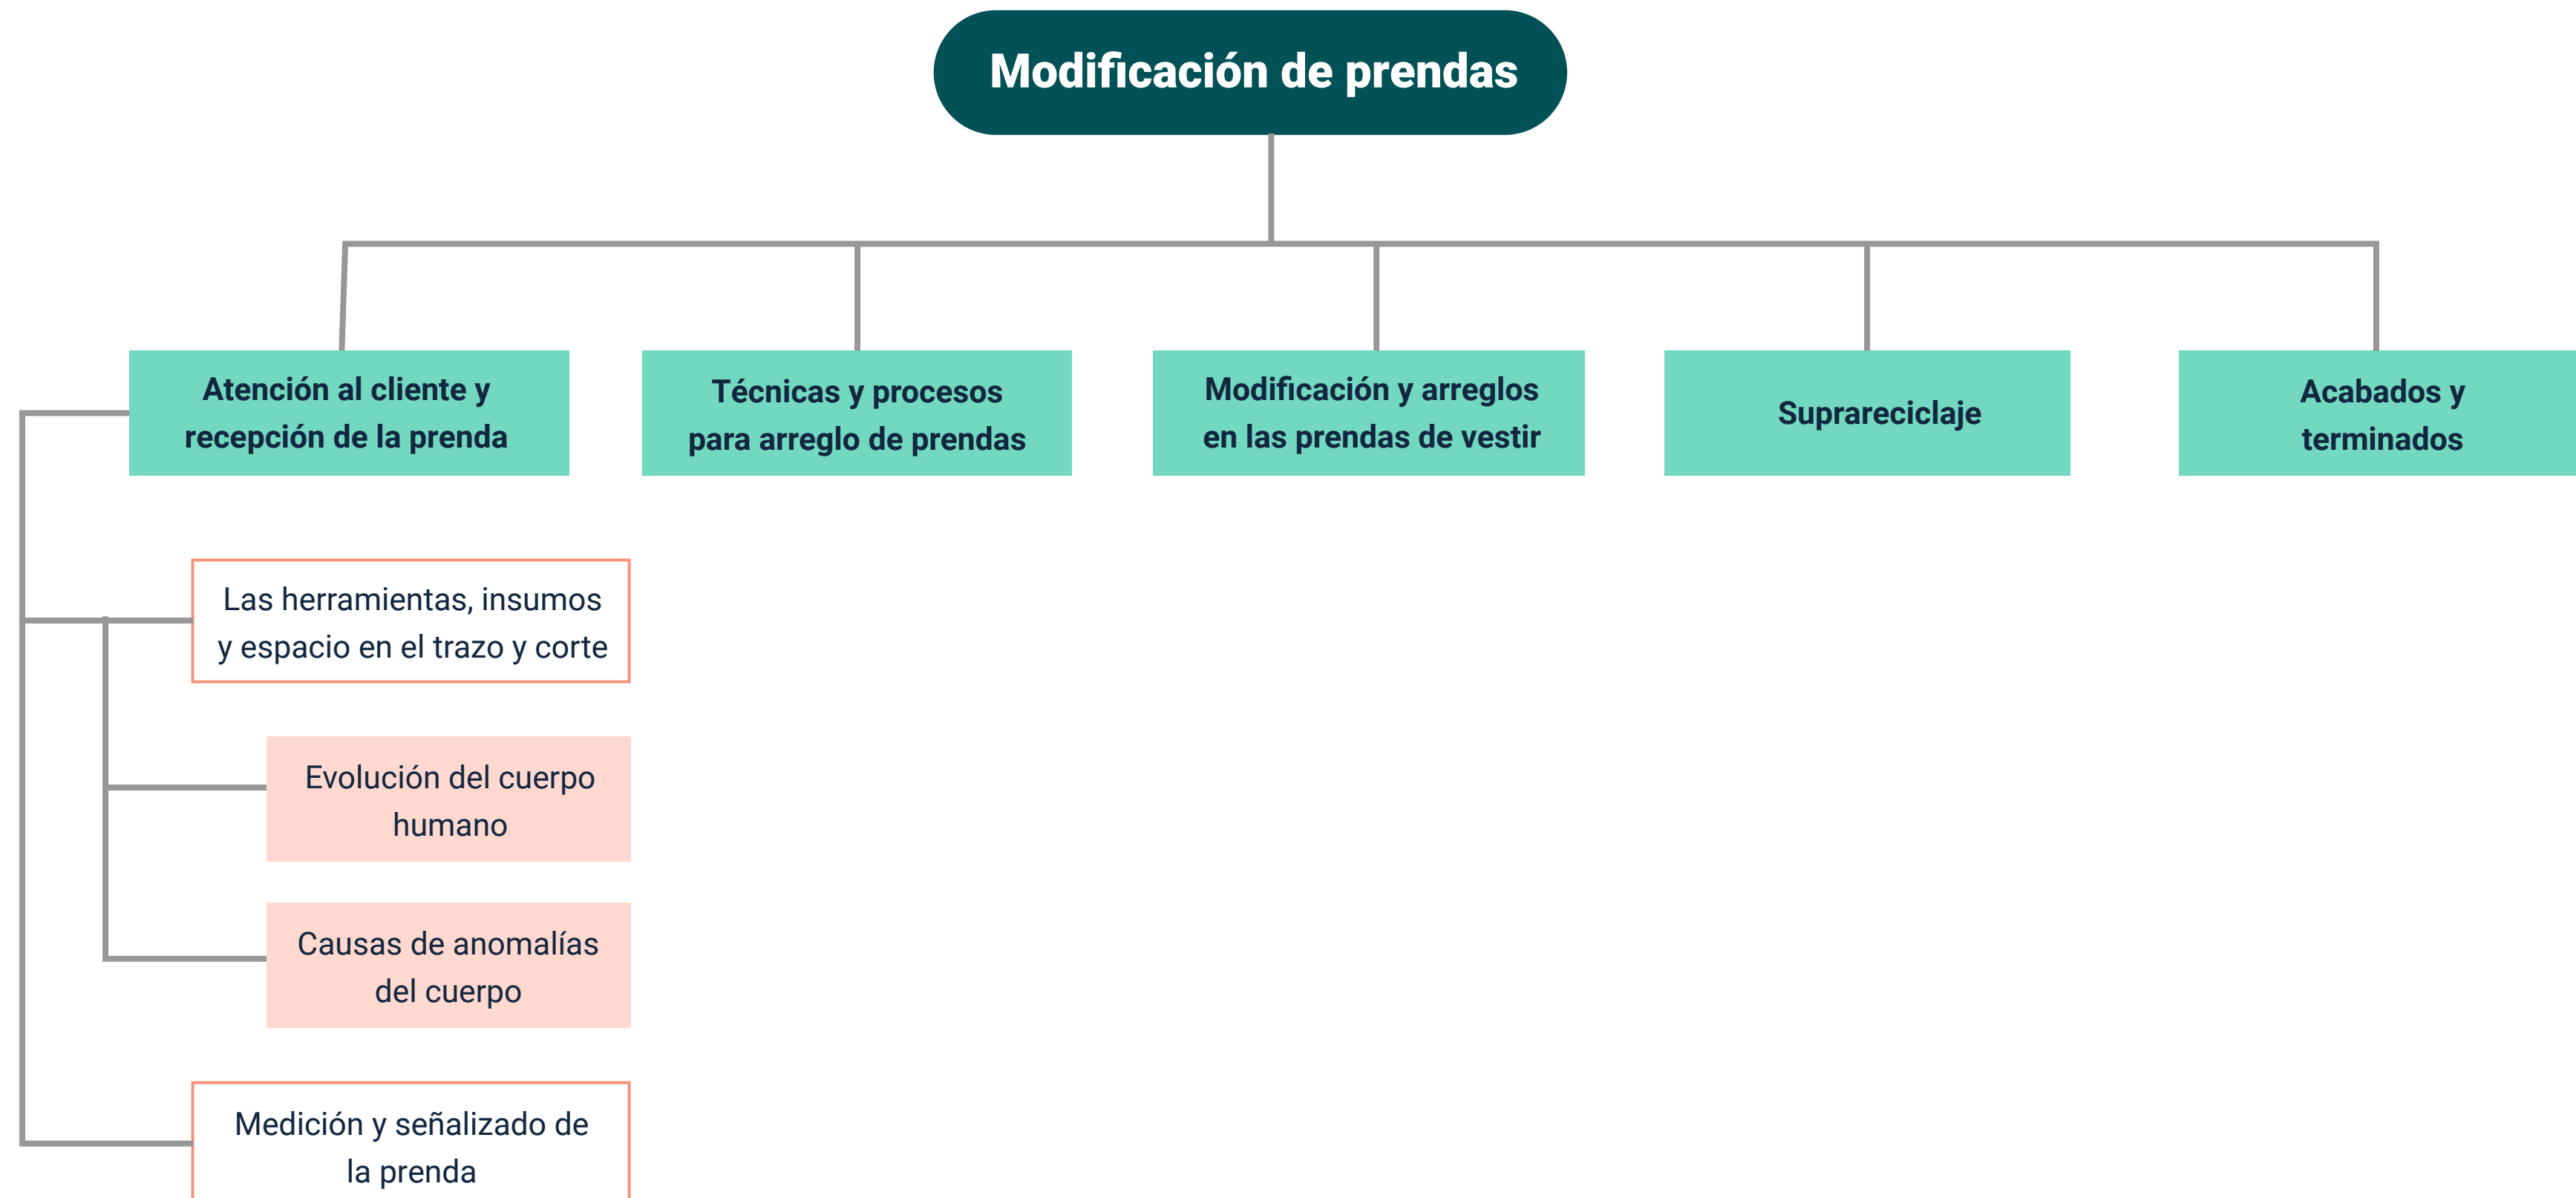 Modificación de prendas
Atención al cliente y
recepción de la prenda
Técnicas y procesos
para arreglo de prendas
Modificación y arreglos
en las prendas de vestir
Suprareciclaje
Acabados y
terminados
Las herramientas, insumos
y espacio en el trazo y corte
Evolución del cuerpo
humano
Causas de anomalías
del cuerpo
Medición y señalizado de
la prenda